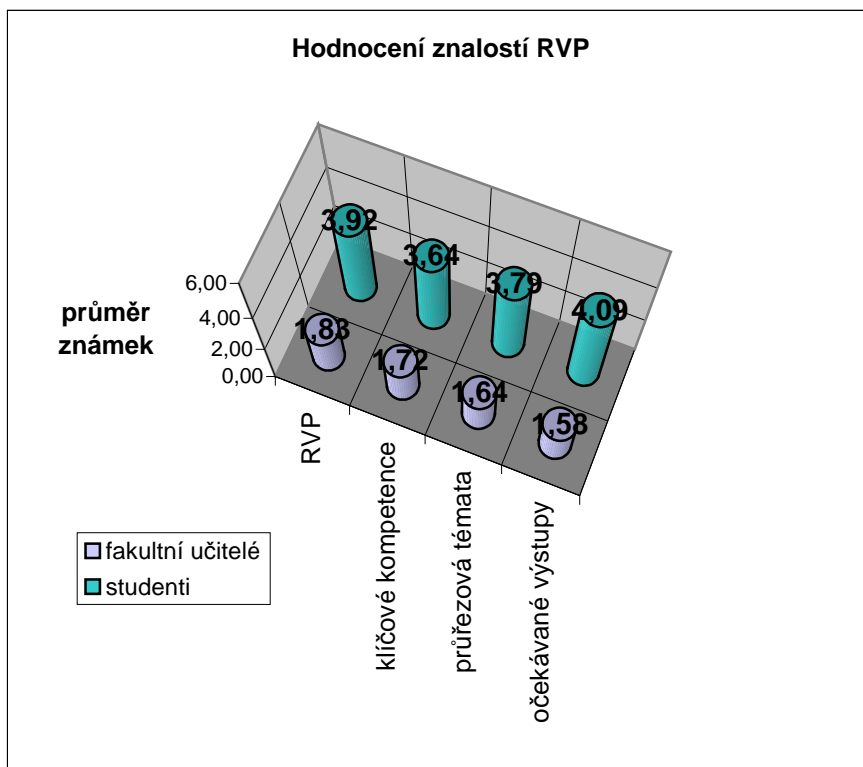 Hodnocení znalostí RVP
3,92
3,64
3,79
4,09
6,00
4,00
2,00
0,00
průměr
známek
1,83
1,72
1,64
1,58
RVP
klíčové kompetence
průřezová témata
očekávané výstupy
fakultní učitelé
studenti